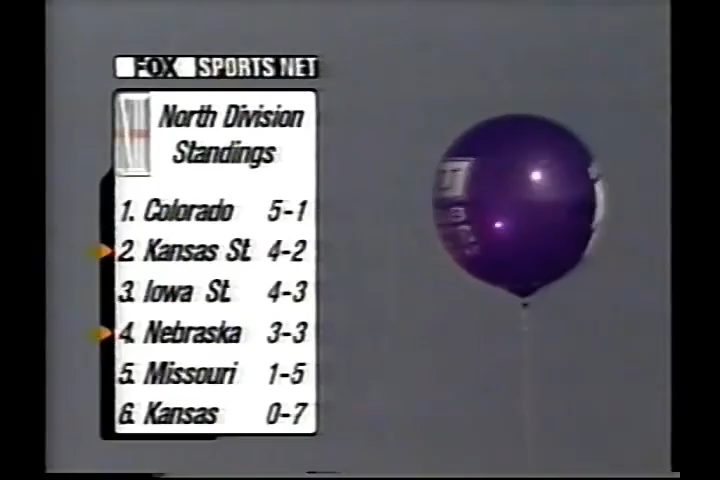 FOX SPORTS NET
North Division
Standings
1. Colorado 5-1
2. Kansas St. 4-2
3. Iowa St. 4-3
4. Nebraska 3-3
5. Missouri 1-5
6. Kansas 0-7